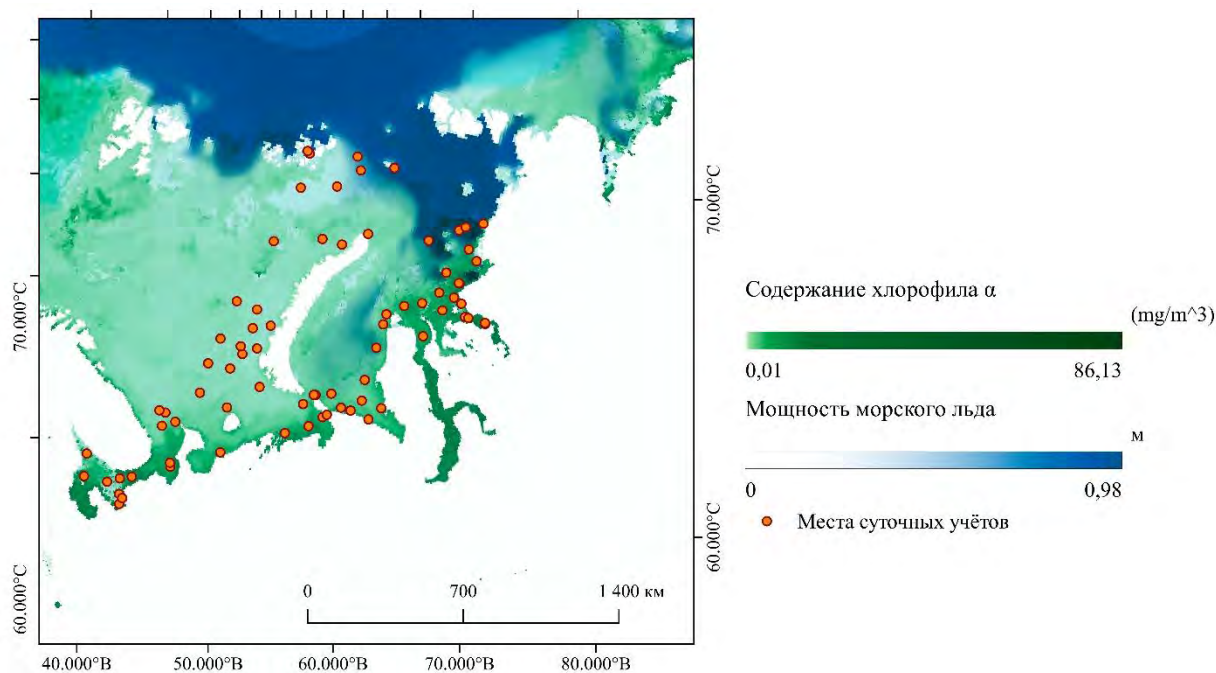 70.000°С
60.000°С
70.000°С
60.000°С
0 700 1 400 км
40.000°В 50.000°В 60.000°В 70.000°В 80.000°В
Содержание хлорофила α
(mg/m^3)
0,01 86,13
Мощность морского льда
м
0 0,98
Места суточных учётов